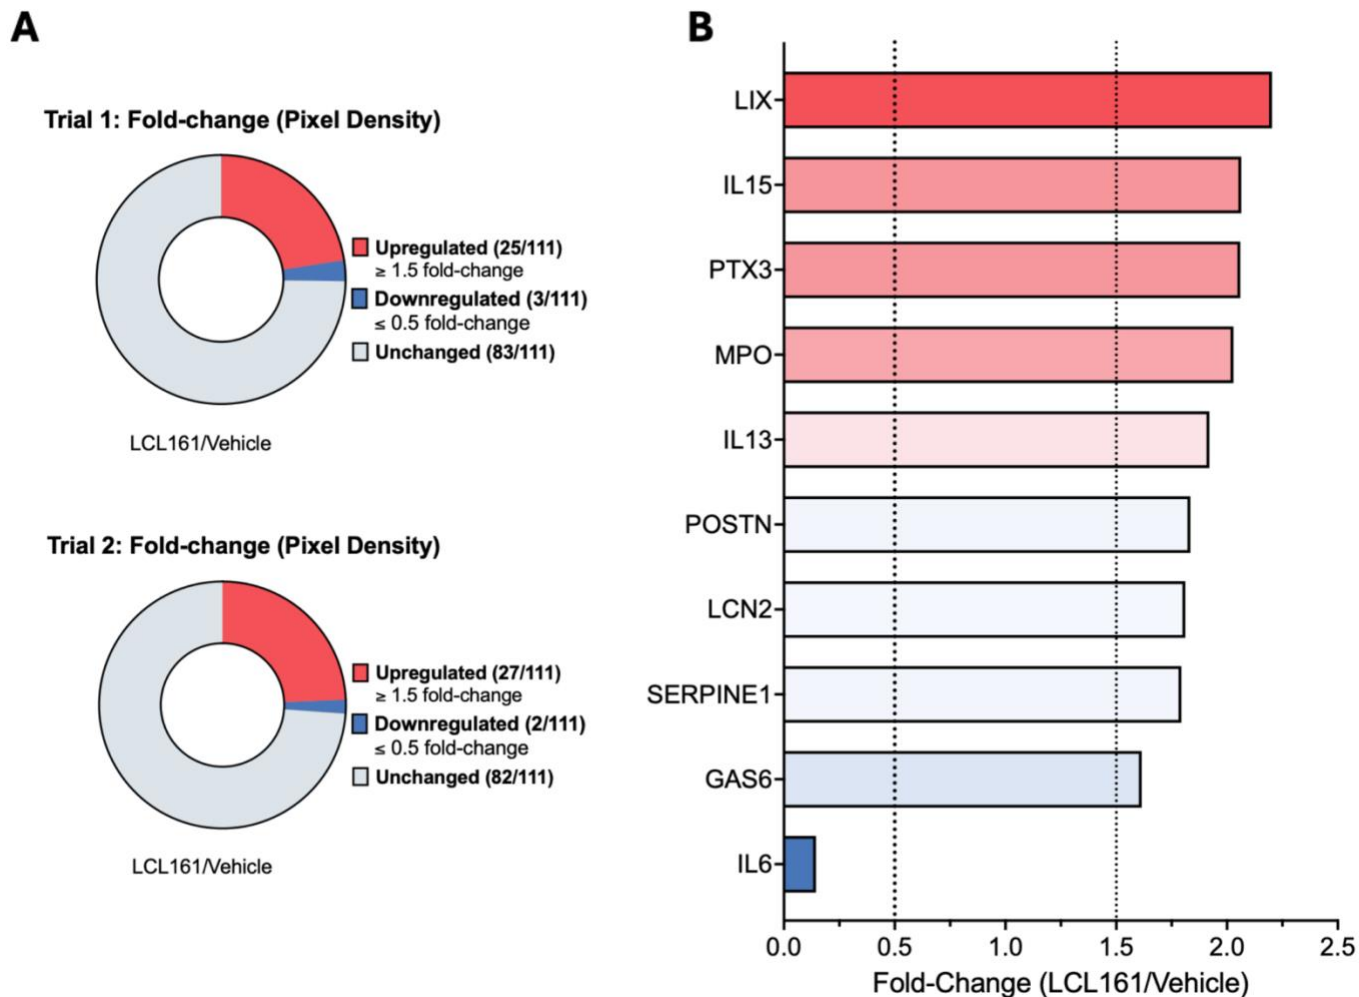 A
Trial 1: Fold-change (Pixel Density)
Upregulated (25/111)
≥ 1.5 fold-change
Downregulated (3/111)
≤ 0.5 fold-change
Unchanged (83/111)
LCL161/Vehicle
Trial 2: Fold-change (Pixel Density)
Upregulated (27/111)
≥ 1.5 fold-change
Downregulated (2/111)
≤ 0.5 fold-change
Unchanged (82/111)
LCL161/Vehicle
B
LIX
IL15
PTX3
MPO
IL13
POSTN
LCN2
SERPINE1
GAS6
IL6
0.0 0.5 1.0 1.5 2.0 2.5
Fold-Change (LCL161/Vehicle)